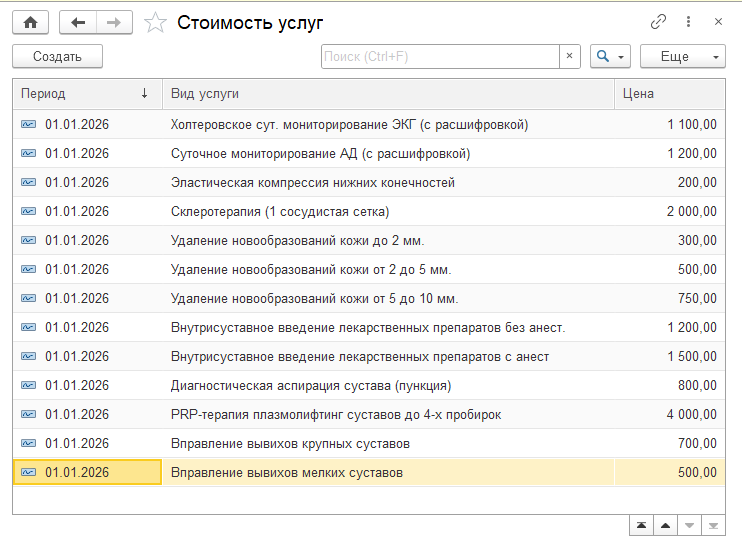 Стоимость услуг
Создать
Поиск (Ctrl+F)
Еще
Период Вид услуги Цена
01.01.2026 Холтеровское сут. мониторирование ЭКГ (с расшифровкой) 1 100,00
01.01.2026 Суточное мониторирование АД (с расшифровкой) 1 200,00
01.01.2026 Эластическая компрессия нижних конечностей 200,00
01.01.2026 Склеротерапия (1 сосудистая сетка) 2 000,00
01.01.2026 Удаление новообразований кожи до 2 мм. 300,00
01.01.2026 Удаление новообразований кожи от 2 до 5 мм. 500,00
01.01.2026 Удаление новообразований кожи от 5 до 10 мм. 750,00
01.01.2026 Внутрисуставное введение лекарственных препаратов без анест. 1 200,00
01.01.2026 Внутрисуставное введение лекарственных препаратов с анест 1 500,00
01.01.2026 Диагностическая аспирация сустава (пункция) 800,00
01.01.2026 PRP-терапия плазмолифтинг суставов до 4-х пробирок 4 000,00
01.01.2026 Вправление вывихов крупных суставов 700,00
01.01.2026 Вправление вывихов мелких суставов 500,00